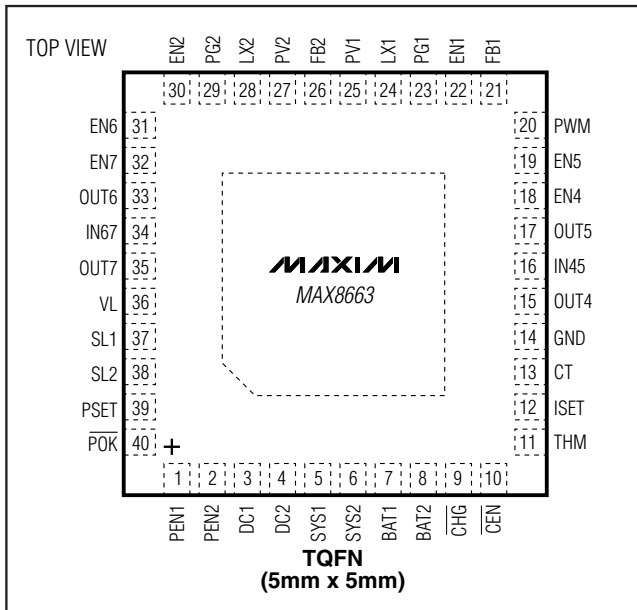 TOP VIEW
EN2 PG2 LX2 PV2 FB2 PV1 LX1 PG1 EN1 FB1
30 29 28 27 26 25 24 23 22 21
EN6 31
EN7 32
OUT6 33
IN67 34
OUT7 35
VL 36
SL1 37
SL2 38
PSET 39
POK 40
MAXIM
MAX8663
20 PWM
19 EN5
18 EN4
17 OUT5
16 IN45
15 OUT4
14 GND
13 CT
12 ISET
11 THM
+
1 2 3 4 5 6 7 8 9 10
PEN1 PEN2 DC1 DC2 SYS1 SYS2 BAT1 BAT2 CHG CEN
TQFN
(5mm x 5mm)